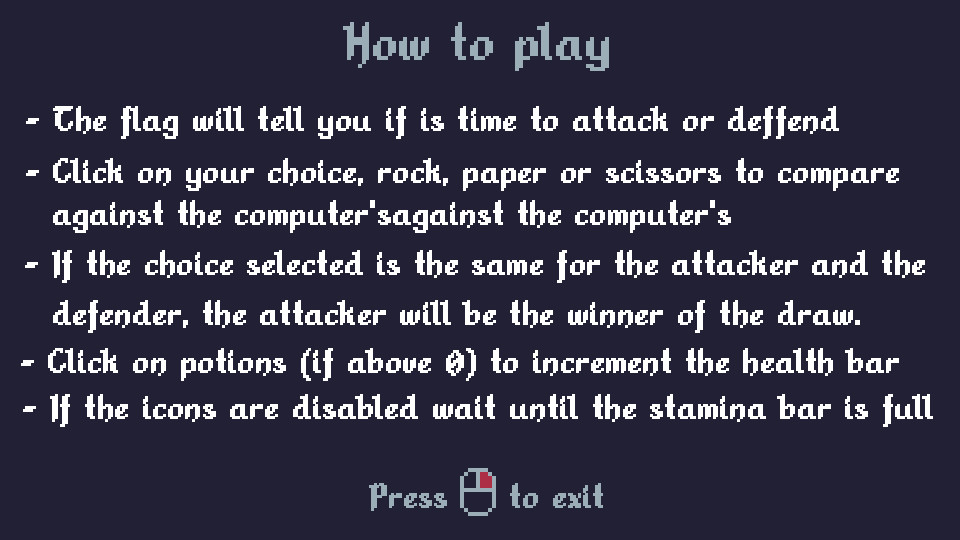 How to play
- The flag will tell you if is time to attack or deffend
- Click on your choice, rock, paper or scissors to compare
against the computer'sagainst the computer's
- If the choice selected is the same for the attacker and the
defender, the attacker will be the winner of the draw.
- Click on potions (if above 0) to increment the health bar
- If the icons are disabled wait until the stamina bar is full
Press to exit